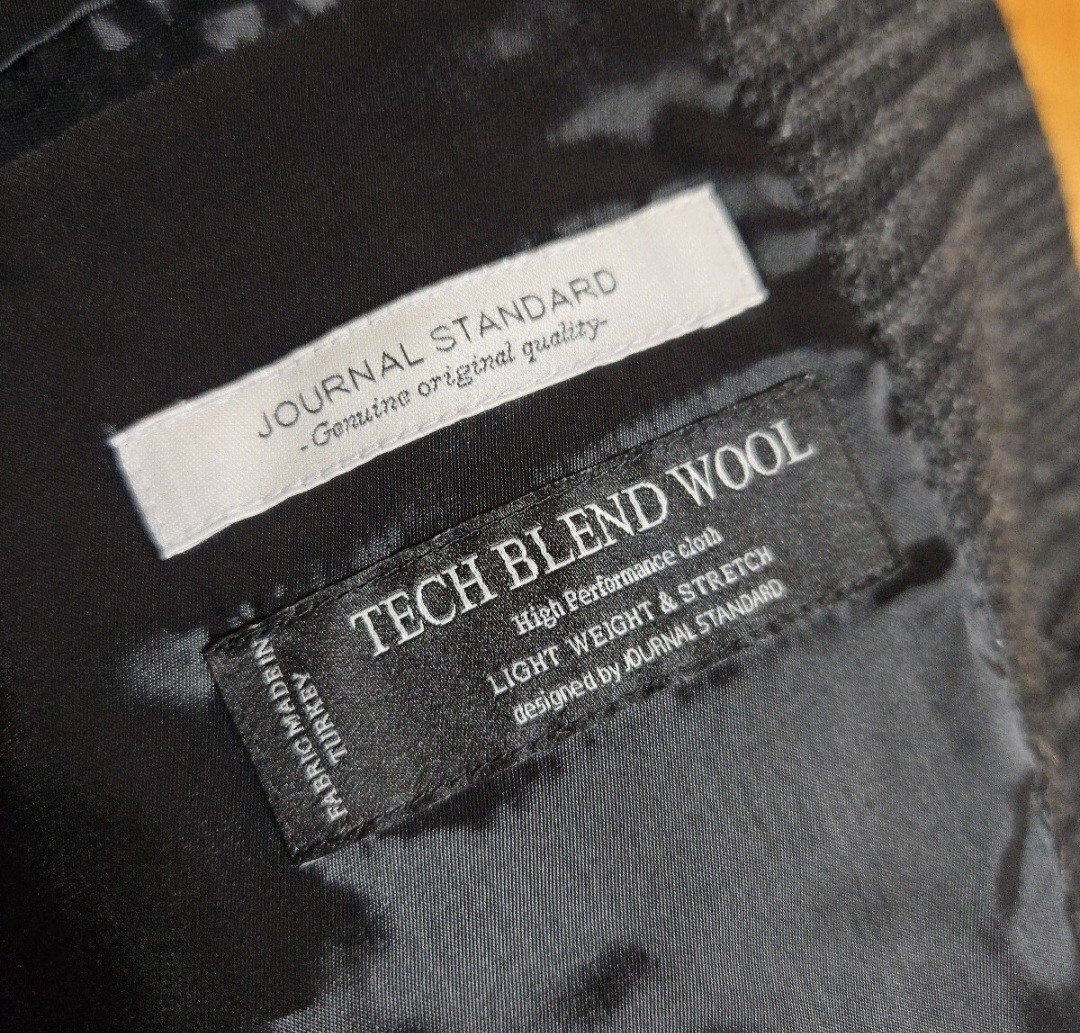 JOURNAL STANDARD
-Genuine original quality-
TECH BLEND WOOL
High Performance cloth
LIGHT WEIGHT & STRETCH
designed by JOURNAL STANDARD
FABRIC MADE IN
TURKEY